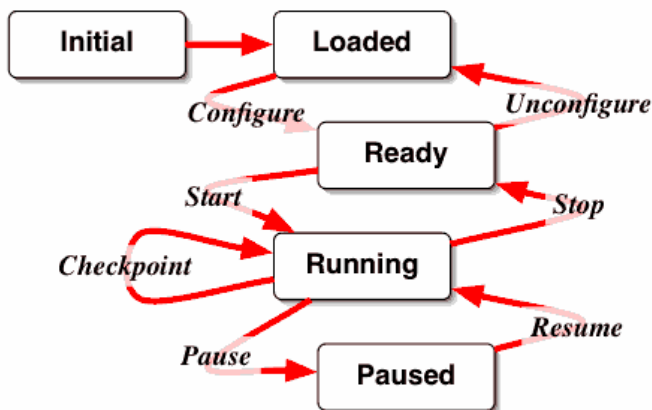 Initial
Loaded
Configure
Unconfigure
Ready
Start
Stop
Checkpoint
Running
Pause
Resume
Paused